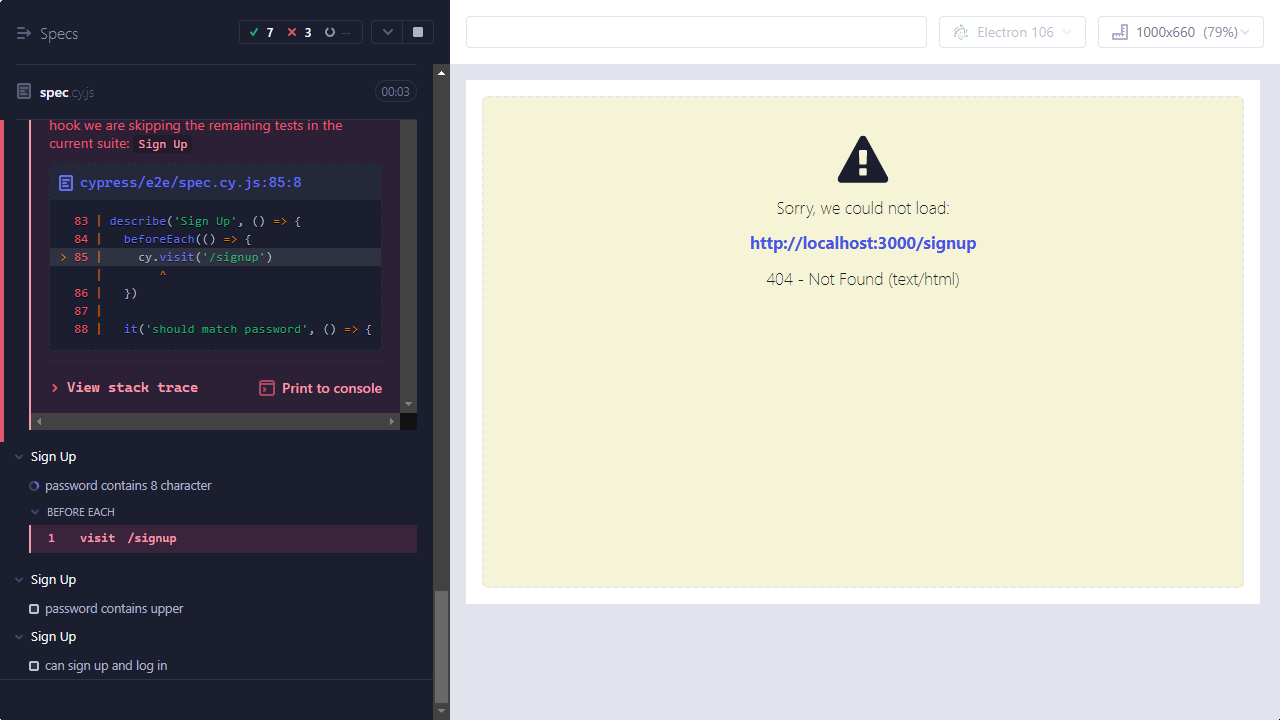 Specs
7 3 --
Electron 106
1000x660 (79%)
spec.cy.js
00:03
hook we are skipping the remaining tests in the
current suite: Sign Up
cypress/e2e/spec.cy.js:85:8
83 | describe('Sign Up', () => {
84 |   beforeEach(() => {
> 85 |     cy.visit('/signup')
|        ^
86 |   })
87 |
88 |   it('should match password', () => {
View stack trace
Print to console
Sign Up
password contains 8 character
BEFORE EACH
1 visit /signup
Sign Up
password contains upper
Sign Up
can sign up and log in
Sorry, we could not load:
http://localhost:3000/signup
404 - Not Found (text/html)